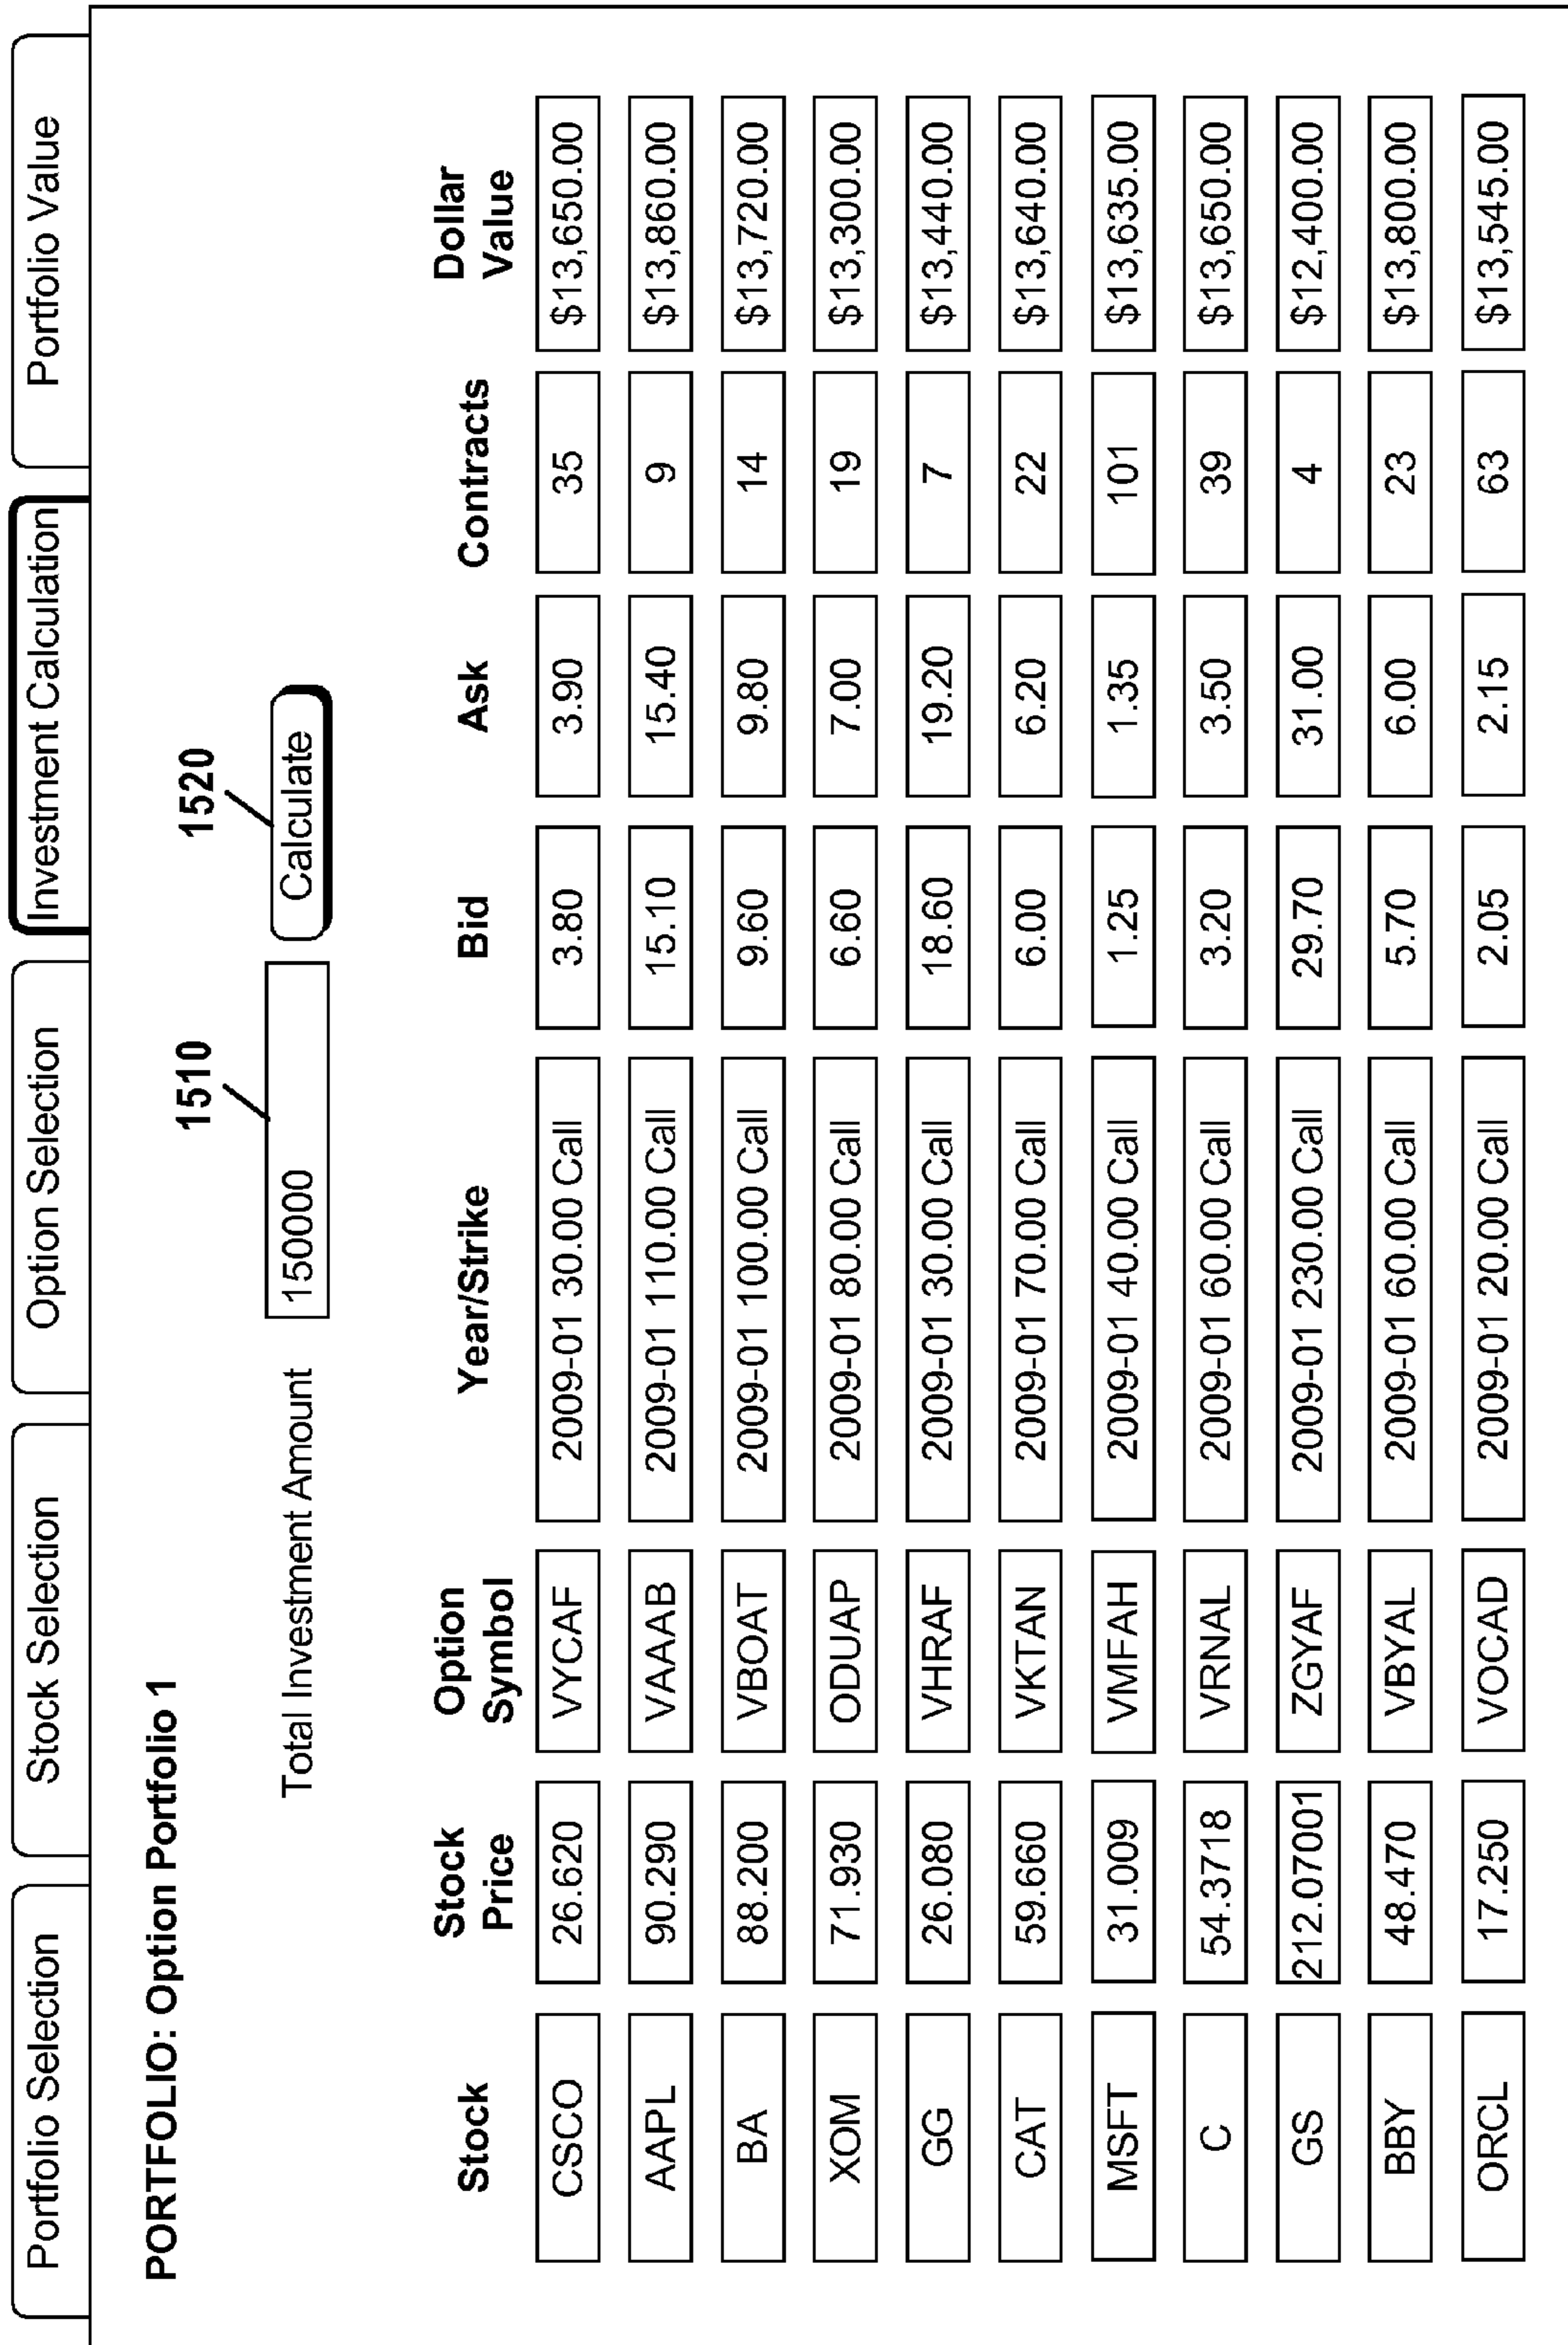 Portfolio Selection Stock Selection Option Selection Investment Calculation Portfolio Value
PORTFOLIO: Option Portfolio 1
1510 1520
Total Investment Amount 150000 Calculate
Stock Stock Price Option Symbol Year/Strike Bid Ask Contracts Dollar Value
CSCO 26.620 VYCAF 2009-01 30.00 Call 3.80 3.90 35 $13,650.00
AAPL 90.290 VAAAB 2009-01 110.00 Call 15.10 15.40 9 $13,860.00
BA 88.200 VBOAT 2009-01 100.00 Call 9.60 9.80 14 $13,720.00
XOM 71.930 ODUAP 2009-01 80.00 Call 6.60 7.00 19 $13,300.00
GG 26.080 VHRAF 2009-01 30.00 Call 18.60 19.20 7 $13,440.00
CAT 59.660 VKTAN 2009-01 70.00 Call 6.00 6.20 22 $13,640.00
MSFT 31.009 VMFAH 2009-01 40.00 Call 1.25 1.35 101 $13,635.00
C 54.3718 VRNAL 2009-01 60.00 Call 3.20 3.50 39 $13,650.00
GS 212.07001 ZGYAF 2009-01 230.00 Call 29.70 31.00 4 $12,400.00
BBY 48.470 VBYAL 2009-01 60.00 Call 5.70 6.00 23 $13,800.00
ORCL 17.250 VOCAD 2009-01 20.00 Call 2.05 2.15 63 $13,545.00